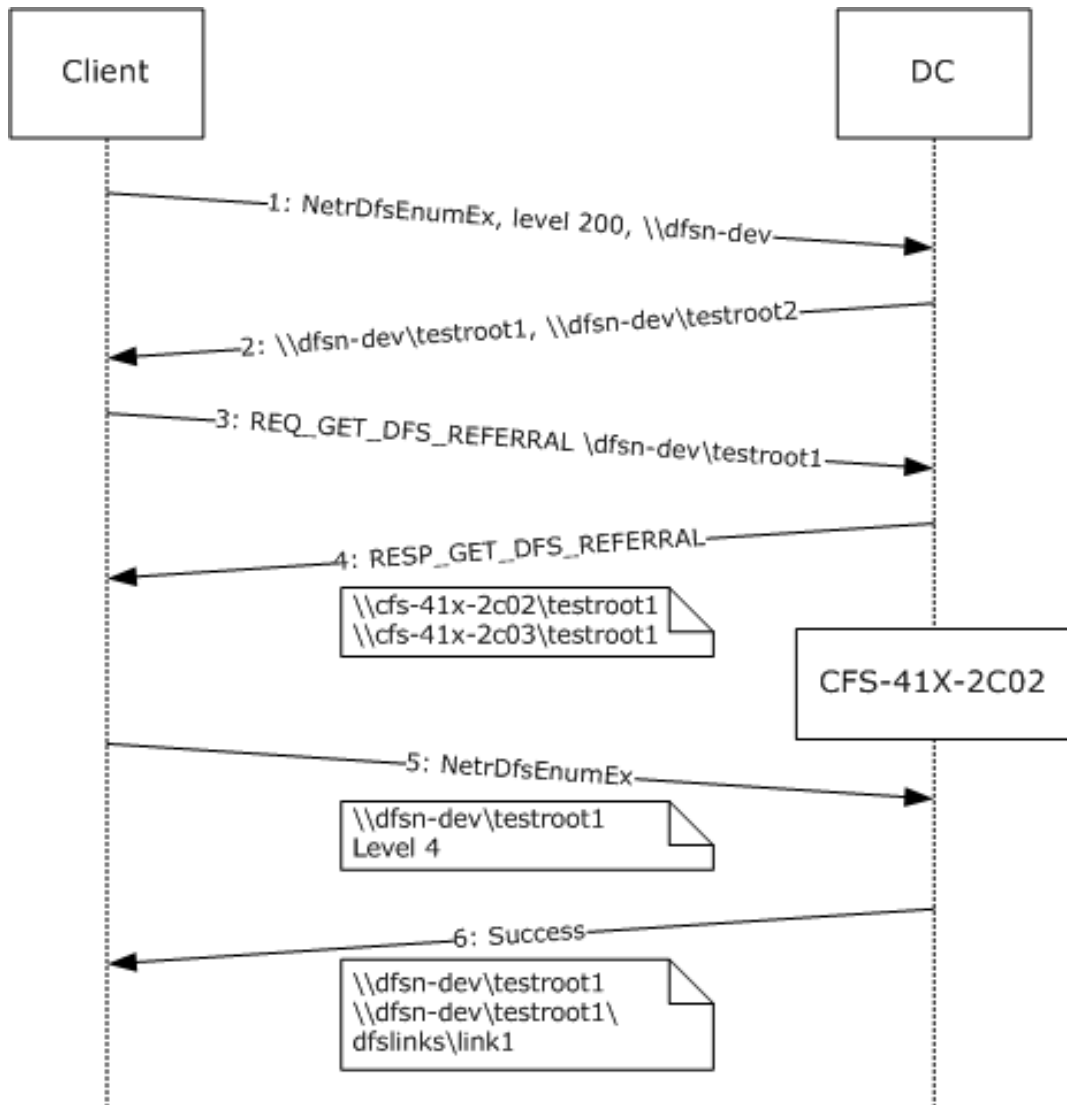 Client
DC
1: NetrDfsEnumEx, level 200, \\dfsn-dev
2: \\dfsn-dev\testroot1, \\dfsn-dev\testroot2
3: REQ_GET_DFS_REFERRAL \dfsn-dev\testroot1
4: RESP_GET_DFS_REFERRAL
\\cfs-41x-2c02\testroot1
\\cfs-41x-2c03\testroot1
CFS-41X-2C02
5: NetrDfsEnumEx
\\dfsn-dev\testroot1
Level 4
6: Success
\\dfsn-dev\testroot1
\\dfsn-dev\testroot1\
dfslinks\link1